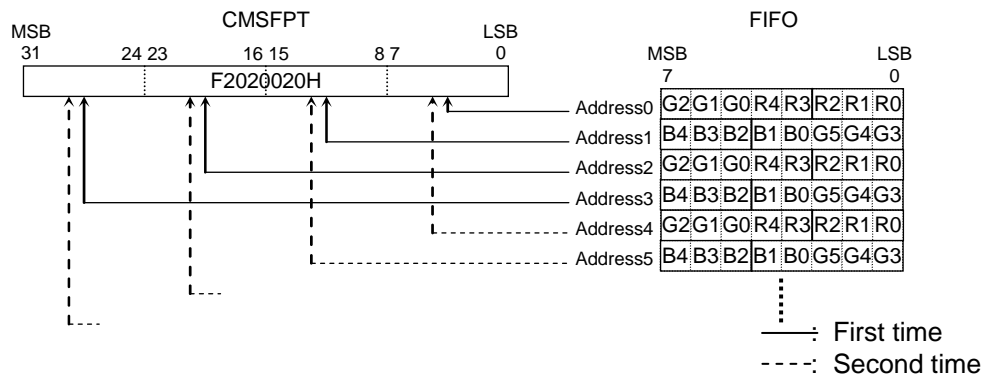 CMSFPT
MSB LSB
31 24 23 16 15 8 7 0
F2020020H
FIFO
MSB LSB
7 0
Address0 G2 G1 G0 R4 R3 R2 R1 R0
Address1 B4 B3 B2 B1 B0 G5 G4 G3
Address2 G2 G1 G0 R4 R3 R2 R1 R0
Address3 B4 B3 B2 B1 B0 G5 G4 G3
Address4 G2 G1 G0 R4 R3 R2 R1 R0
Address5 B4 B3 B2 B1 B0 G5 G4 G3
: First time
: Second time